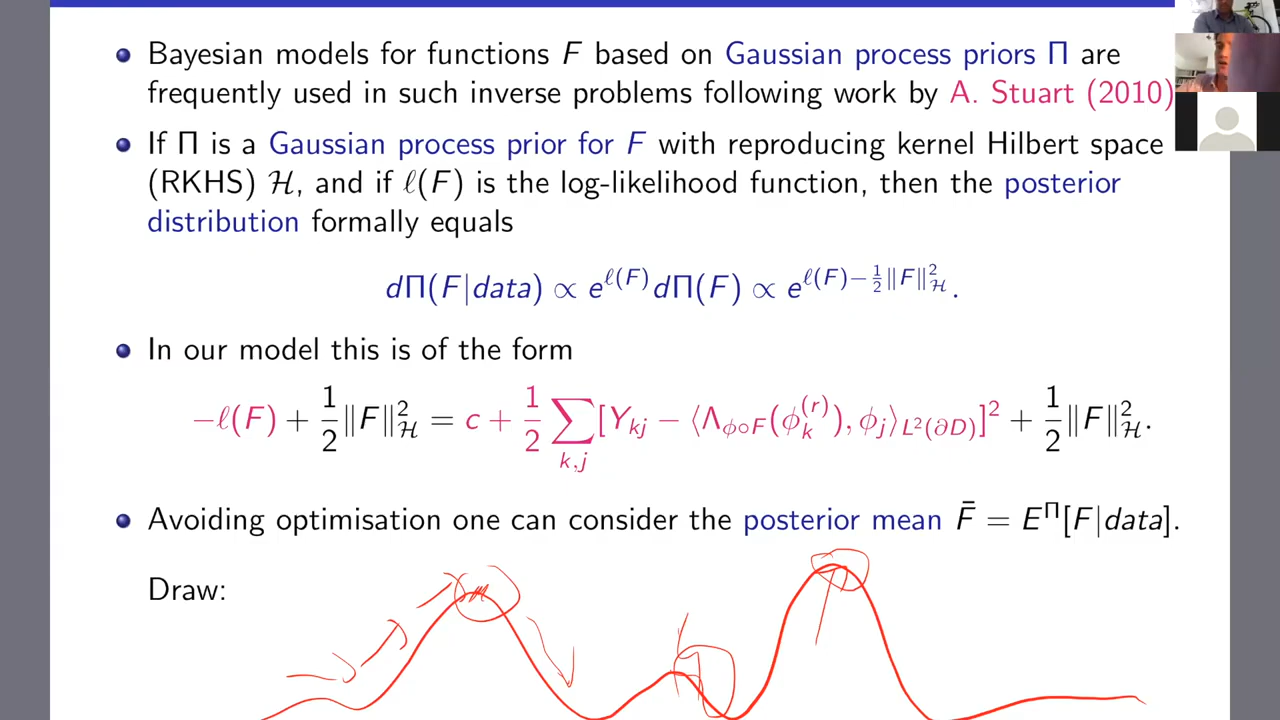 Bayesian models for functions F based on Gaussian process priors Π are
frequently used in such inverse problems following work by A. Stuart (2010)
If Π is a Gaussian process prior for F with reproducing kernel Hilbert space
(RKHS) ℋ, and if ℓ(F) is the log-likelihood function, then the posterior
distribution formally equals
dΠ(F|data) ∝ e^{ℓ(F)} dΠ(F) ∝ e^{ℓ(F)−½‖F‖²_ℋ}.
In our model this is of the form
−ℓ(F) + ½‖F‖²_ℋ = c + ½ ∑_{k,j} [Y_{kj} − ⟨Λ_{ϕ∘F}(ϕ_k^{(r)}), ϕ_j⟩_{L²(∂D)}]² + ½‖F‖²_ℋ.
Avoiding optimisation one can consider the posterior mean F̄ = E^Π[F|data].
Draw: